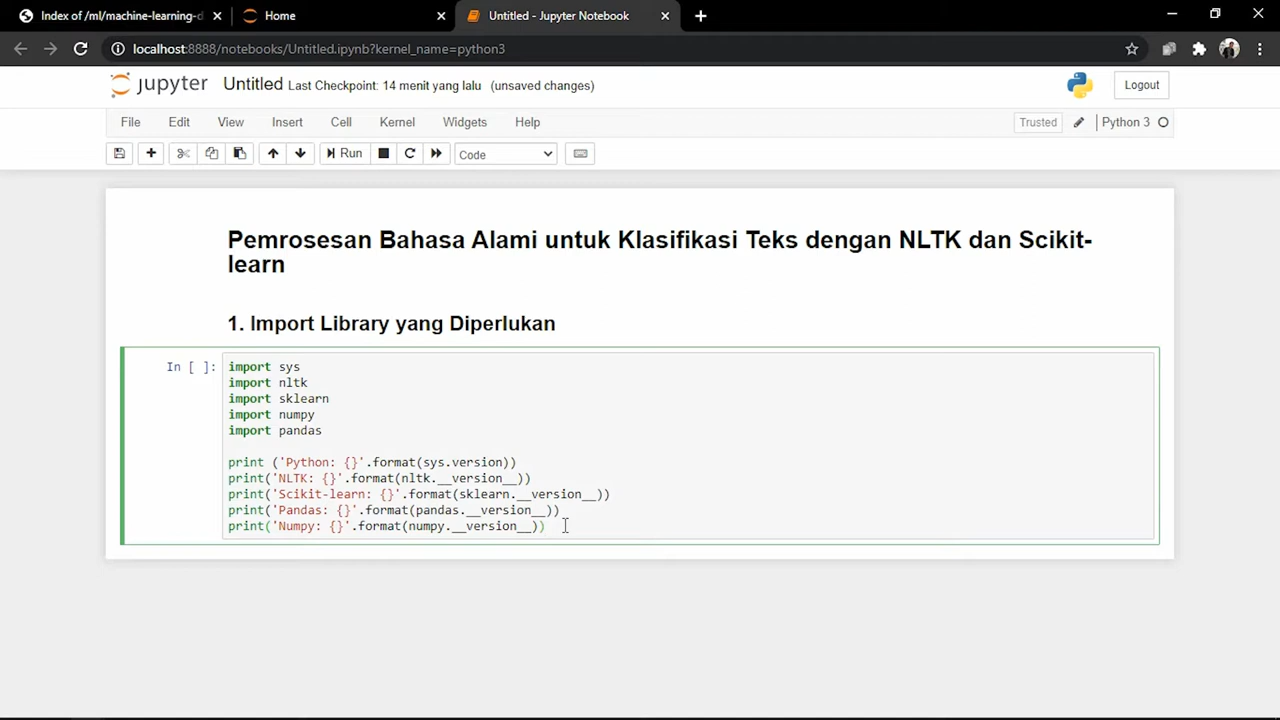 Index of /ml/machine-learning-d
Home
Untitled - Jupyter Notebook
localhost:8888/notebooks/Untitled.ipynb?kernel_name=python3
jupyter Untitled Last Checkpoint: 14 menit yang lalu (unsaved changes)
Logout
File Edit View Insert Cell Kernel Widgets Help
Trusted
Python 3
Run
Code
Pemrosesan Bahasa Alami untuk Klasifikasi Teks dengan NLTK dan Scikit-
learn
1. Import Library yang Diperlukan
In [ ]:
import sys
import nltk
import sklearn
import numpy
import pandas
print ('Python: {}'.format(sys.version))
print('NLTK: {}'.format(nltk.__version__))
print('Scikit-learn: {}'.format(sklearn.__version__))
print('Pandas: {}'.format(pandas.__version__))
print('Numpy: {}'.format(numpy.__version__))